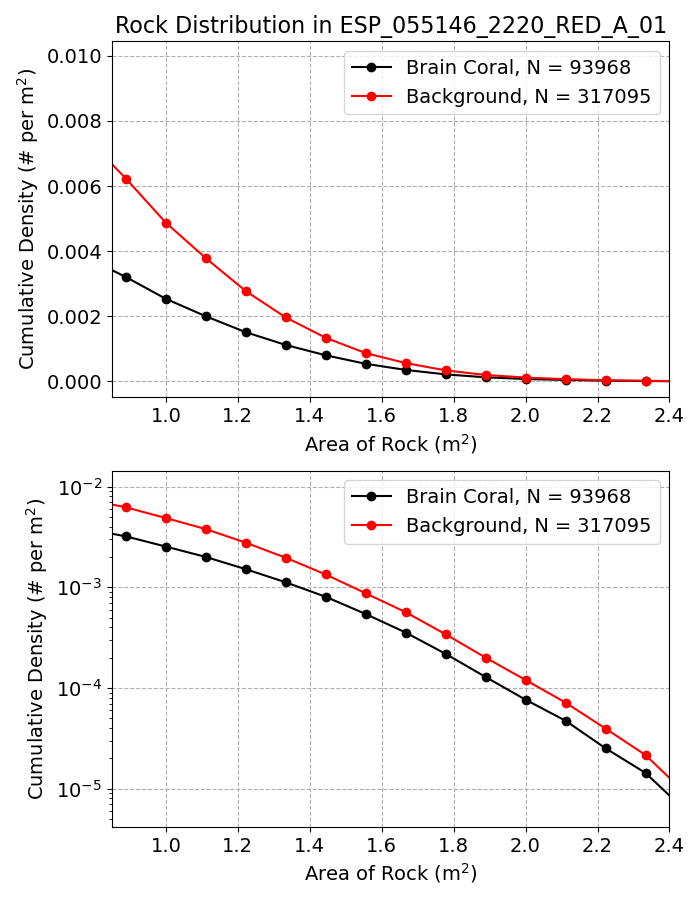 Rock Distribution in ESP_055146_2220_RED_A_01
Cumulative Density (# per m²)
0.010
0.008
0.006
0.004
0.002
0.000
Brain Coral, N = 93968
Background, N = 317095
1.0 1.2 1.4 1.6 1.8 2.0 2.2 2.4
Area of Rock (m²)
Cumulative Density (# per m²)
10⁻²
10⁻³
10⁻⁴
10⁻⁵
Brain Coral, N = 93968
Background, N = 317095
1.0 1.2 1.4 1.6 1.8 2.0 2.2 2.4
Area of Rock (m²)